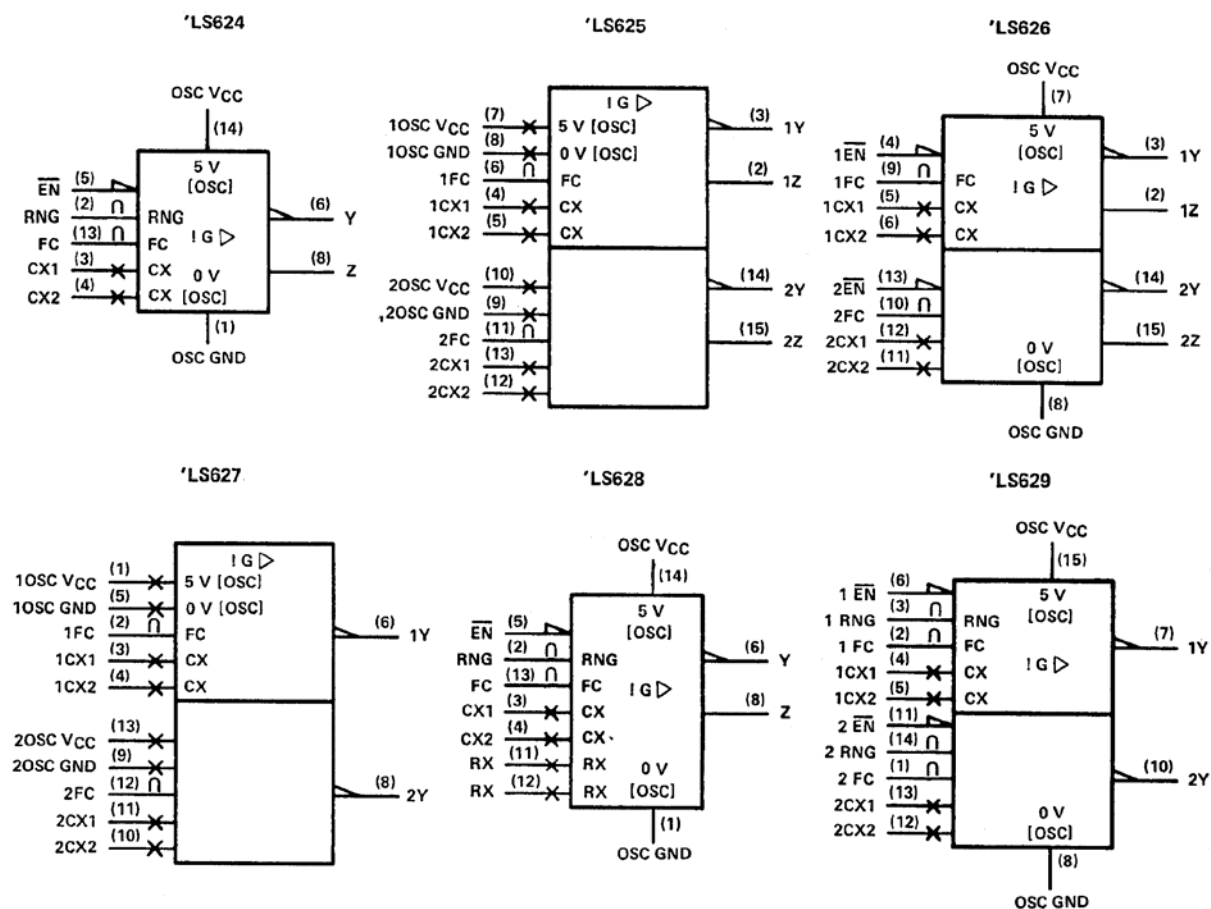 'LS624
OSC VCC
(14)
5 V
[OSC]
EN (5)
RNG (2) ∩ RNG
FC (13) ∩ FC
! G ▷
CX1 (3) CX
CX2 (4) CX
0 V
[OSC]
(6) Y
(8) Z
(1)
OSC GND
'LS625
! G ▷
1OSC VCC (7) 5 V [OSC]
1OSC GND (8) 0 V [OSC]
1FC (6) ∩ FC
1CX1 (4) CX
1CX2 (5) CX
(3) 1Y
(2) 1Z
2OSC VCC (10)
,2OSC GND (9)
2FC (11) ∩
2CX1 (13)
2CX2 (12)
(14) 2Y
(15) 2Z
'LS626
OSC VCC
(7)
5 V
[OSC]
1EN (4)
1FC (9) ∩ FC
! G ▷
1CX1 (5) CX
1CX2 (6) CX
(3) 1Y
(2) 1Z
2EN (13)
2FC (10) ∩
2CX1 (12)
2CX2 (11)
0 V
[OSC]
(14) 2Y
(15) 2Z
(8)
OSC GND
'LS627
! G ▷
1OSC VCC (1) 5 V [OSC]
1OSC GND (5) 0 V [OSC]
1FC (2) ∩ FC
1CX1 (3) CX
1CX2 (4) CX
(6) 1Y
2OSC VCC (13)
2OSC GND (9)
2FC (12) ∩
2CX1 (11)
2CX2 (10)
(8) 2Y
'LS628
OSC VCC
(14)
5 V
[OSC]
EN (5)
RNG (2) ∩ RNG
FC (13) ∩ FC
! G ▷
CX1 (3) CX
CX2 (4) CX
RX (11) RX
RX (12) RX
0 V
[OSC]
(6) Y
(8) Z
(1)
OSC GND
'LS629
OSC VCC
(15)
5 V
[OSC]
1 EN (6)
1 RNG (3) ∩ RNG
1 FC (2) ∩ FC
! G ▷
1CX1 (4) CX
1CX2 (5) CX
(7) 1Y
2 EN (11)
2 RNG (14) ∩
2 FC (1) ∩
2CX1 (13)
2CX2 (12)
0 V
[OSC]
(10) 2Y
(8)
OSC GND